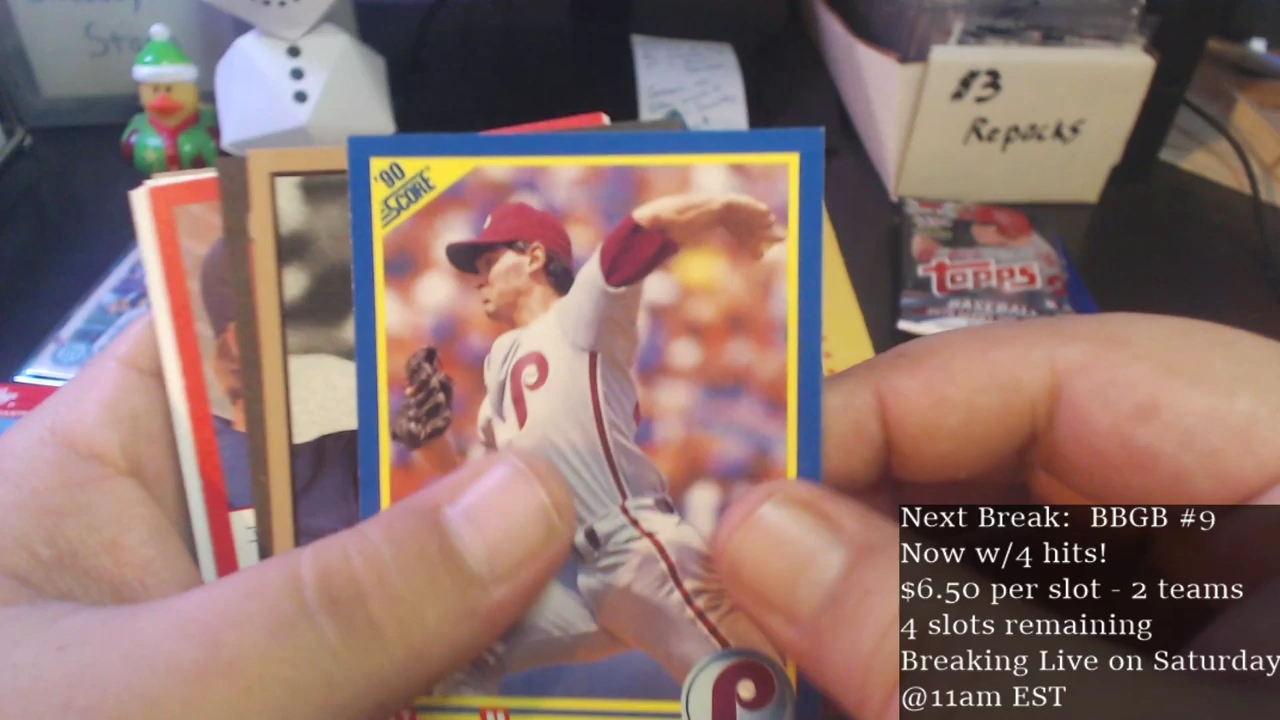 Sto
$3
Repacks
'90
SCORE
P
topps
BASEBALL
P
Next Break: BBGB #9
Now w/4 hits!
$6.50 per slot - 2 teams
4 slots remaining
Breaking Live on Saturday
@11am EST